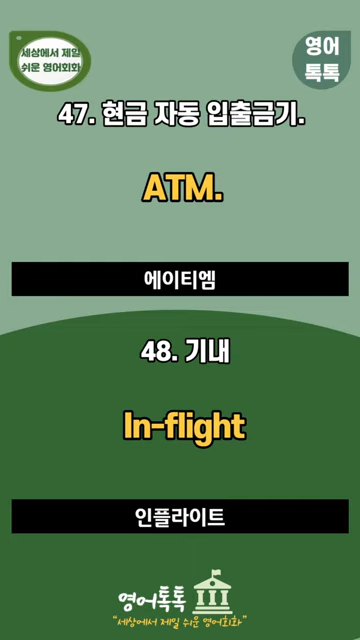 세상에서 제일
쉬운 영어회화
영어
톡톡
47. 현금 자동 입출금기.
ATM.
에이티엠
48. 기내
In-flight
인플라이트
영어톡톡
"세상에서 제일 쉬운 영어회화"